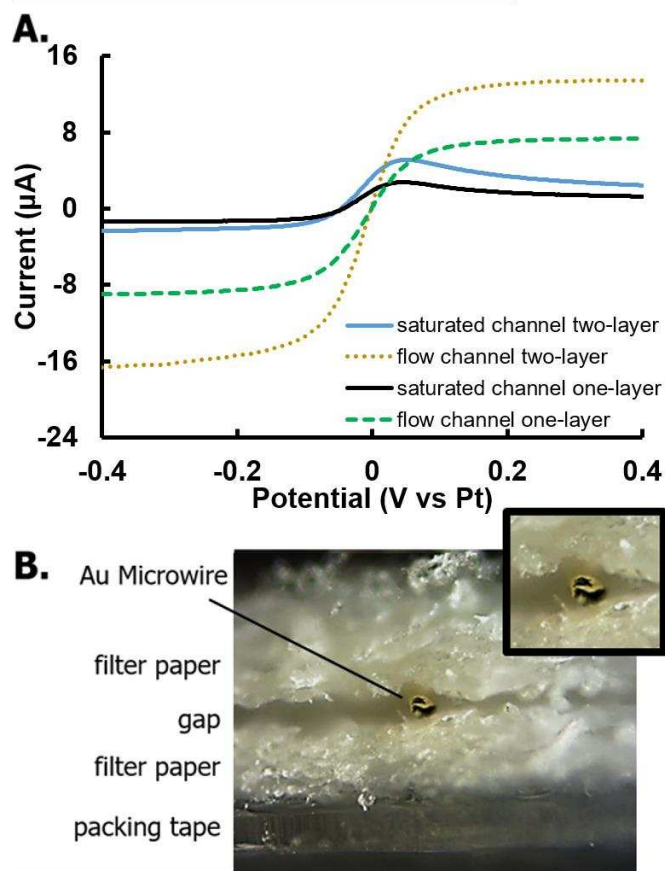 A.
16
8
0
-8
-16
-24
Current (µA)
saturated channel two-layer
flow channel two-layer
saturated channel one-layer
flow channel one-layer
-0.4 -0.2 0 0.2 0.4
Potential (V vs Pt)
B.
Au Microwire
filter paper
gap
filter paper
packing tape